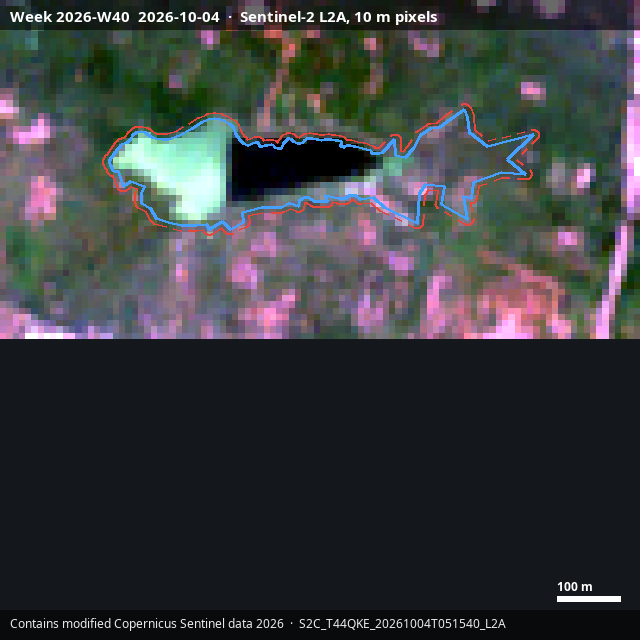 Week 2026-W40 2026-10-04 · Sentinel-2 L2A, 10 m pixels
100 m
Contains modified Copernicus Sentinel data 2026 · S2C_T44QKE_20261004T051540_L2A